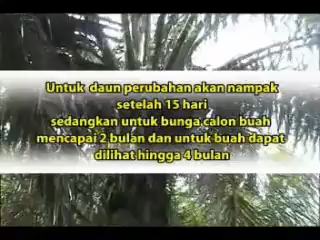 Untuk daun perubahan akan nampak
setelah 15 hari
sedangkan untuk bunga calon buah
mencapai 2 bulan dan untuk buah dapat
dilihat hingga 4 bulan